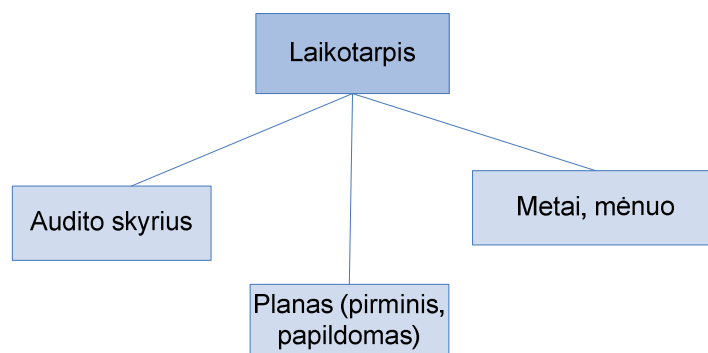 Laikotarpis
Audito skyrius
Metai, mėnuo
Planas (pirminis,
papildomas)